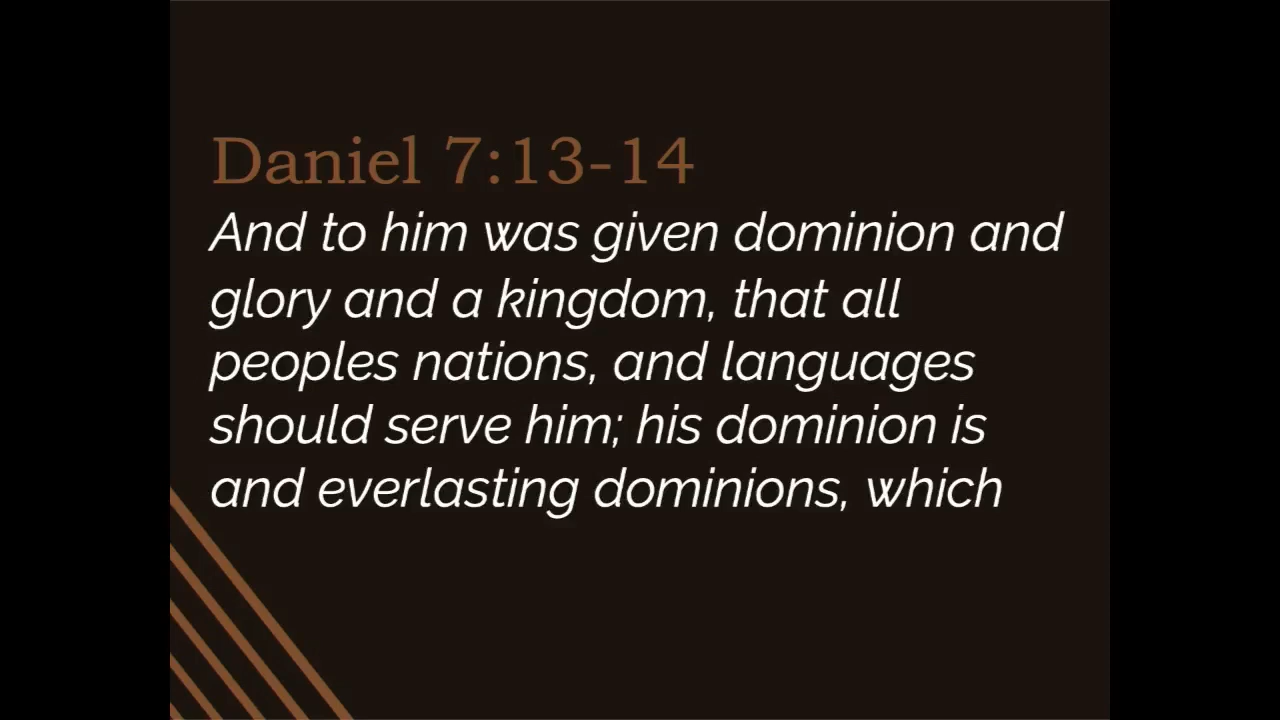 Daniel 7:13-14
And to him was given dominion and
glory and a kingdom, that all
peoples nations, and languages
should serve him; his dominion is
and everlasting dominions, which